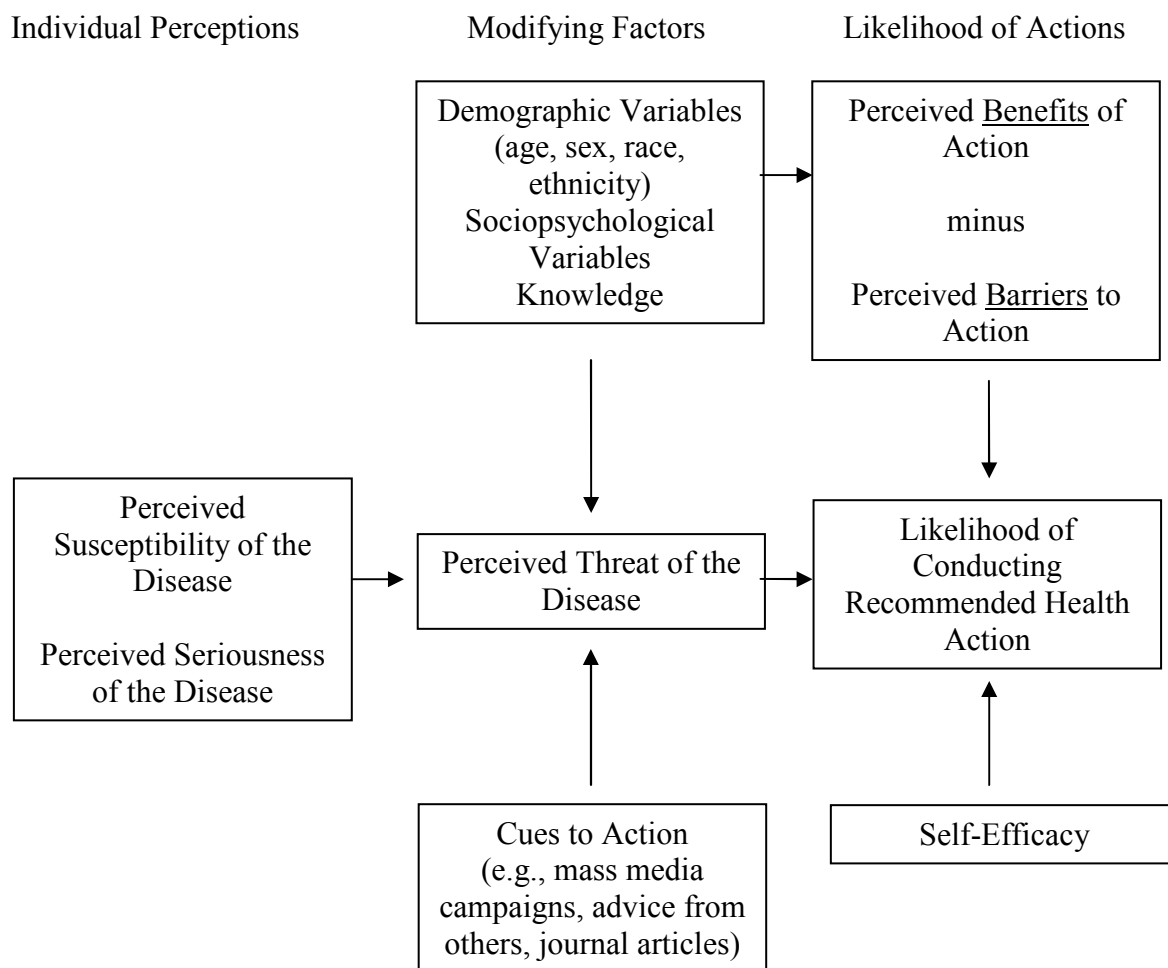 Individual Perceptions
Modifying Factors
Likelihood of Actions
Demographic Variables
(age, sex, race,
ethnicity)
Sociopsychological
Variables
Knowledge
Perceived Benefits of
Action
minus
Perceived Barriers to
Action
Perceived
Susceptibility of the
Disease
Perceived Seriousness
of the Disease
Perceived Threat of the
Disease
Likelihood of
Conducting
Recommended Health
Action
Cues to Action
(e.g., mass media
campaigns, advice from
others, journal articles)
Self-Efficacy